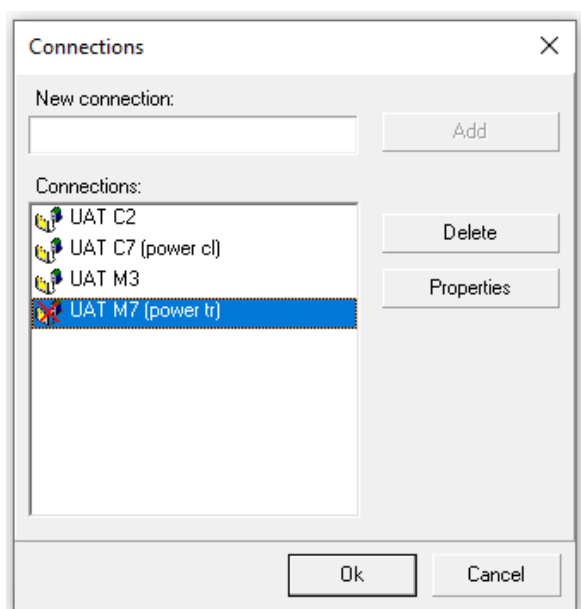 Connections
New connection:
Add
Connections:
UAT C2
UAT C7 (power cl)
UAT M3
UAT M7 (power tr)
Delete
Properties
Ok
Cancel